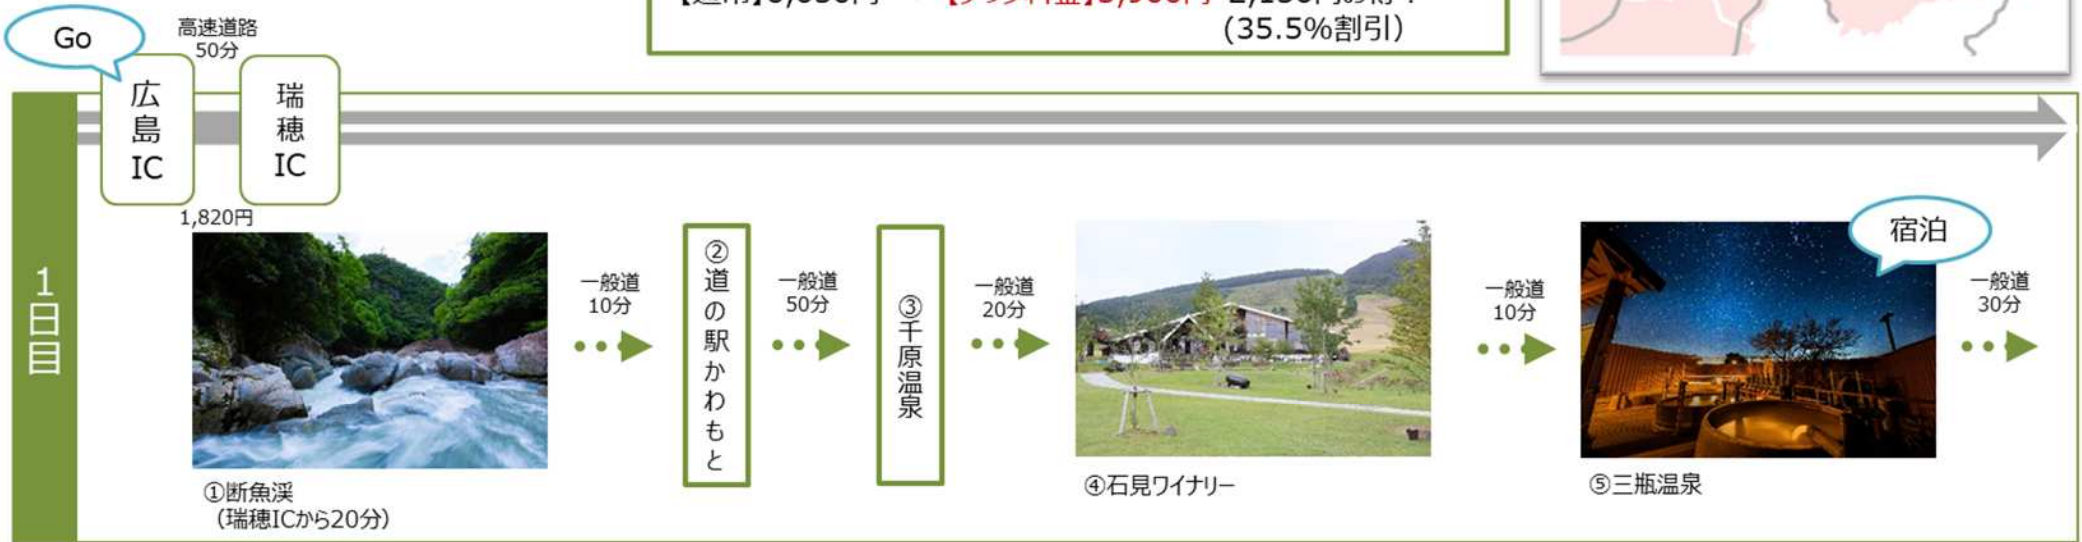 (35.5%割引)
Go
高速道路
50分
広島IC
瑞穂IC
1,820円
1日目
①断魚渓
(瑞穂ICから20分)
一般道
10分
②道の駅かわもと
一般道
50分
③千原温泉
一般道
20分
④石見ワイナリー
一般道
10分
宿泊
⑤三瓶温泉
一般道
30分